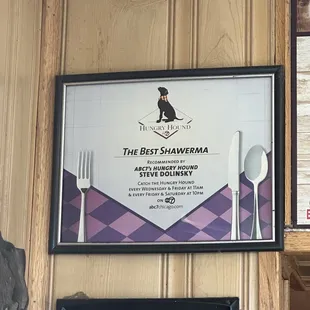 HUNGRY HOUND
THE BEST SHAWERMA
RECOMMENDED BY
ABC7'S HUNGRY HOUND
STEVE DOLINSKY
CATCH THE HUNGRY HOUND
EVERY WEDNESDAY & FRIDAY AT 11AM
& EVERY FRIDAY & SATURDAY AT 10PM
ON 7
abc7chicago.com